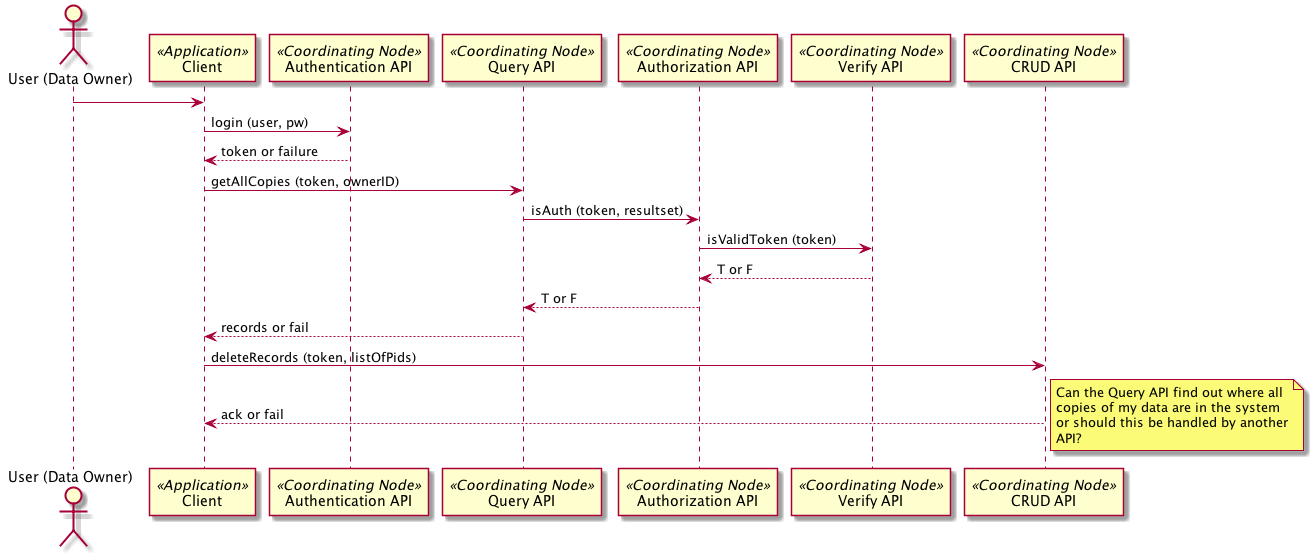 «Application»
Client
«Coordinating Node»
Authentication API
«Coordinating Node»
Query API
«Coordinating Node»
Authorization API
«Coordinating Node»
Verify API
«Coordinating Node»
CRUD API
User (Data Owner)
login (user, pw)
token or failure
getAllCopies (token, ownerID)
isAuth (token, resultset)
isValidToken (token)
T or F
T or F
records or fail
deleteRecords (token, listOfPids)
Can the Query API find out where all
copies of my data are in the system
or should this be handled by another
API?
ack or fail
User (Data Owner)
«Application»
Client
«Coordinating Node»
Authentication API
«Coordinating Node»
Query API
«Coordinating Node»
Authorization API
«Coordinating Node»
Verify API
«Coordinating Node»
CRUD API